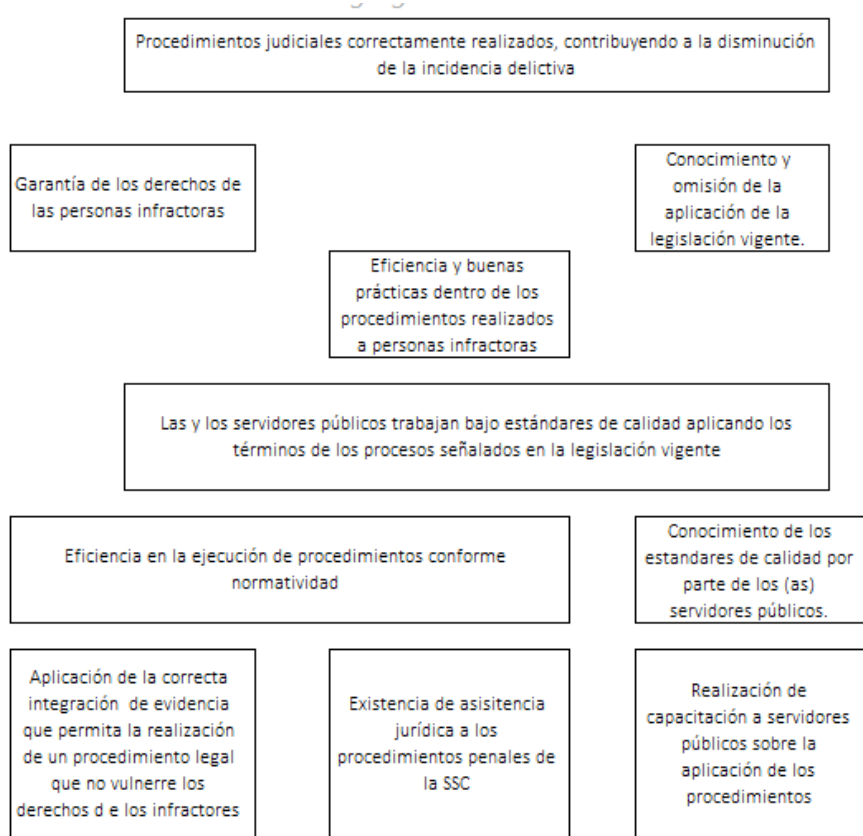 Procedimientos judiciales correctamente realizados, contribuyendo a la disminución
de la incidencia delictiva
Garantía de los derechos de
las personas infractoras
Conocimiento y
omisión de la
aplicación de la
legislación vigente.
Eficiencia y buenas
prácticas dentro de los
procedimientos realizados
a personas infractoras
Las y los servidores públicos trabajan bajo estándares de calidad aplicando los
términos de los procesos señalados en la legislación vigente
Eficiencia en la ejecución de procedimientos conforme
normatividad
Conocimiento de los
estandares de calidad por
parte de los (as)
servidores públicos.
Aplicación de la correcta
integración de evidencia
que permita la realización
de un procedimiento legal
que no vulnerre los
derechos d e los infractores
Existencia de asisitencia
jurídica a los
procedimientos penales de
la SSC
Realización de
capacitación a servidores
públicos sobre la
aplicación de los
procedimientos